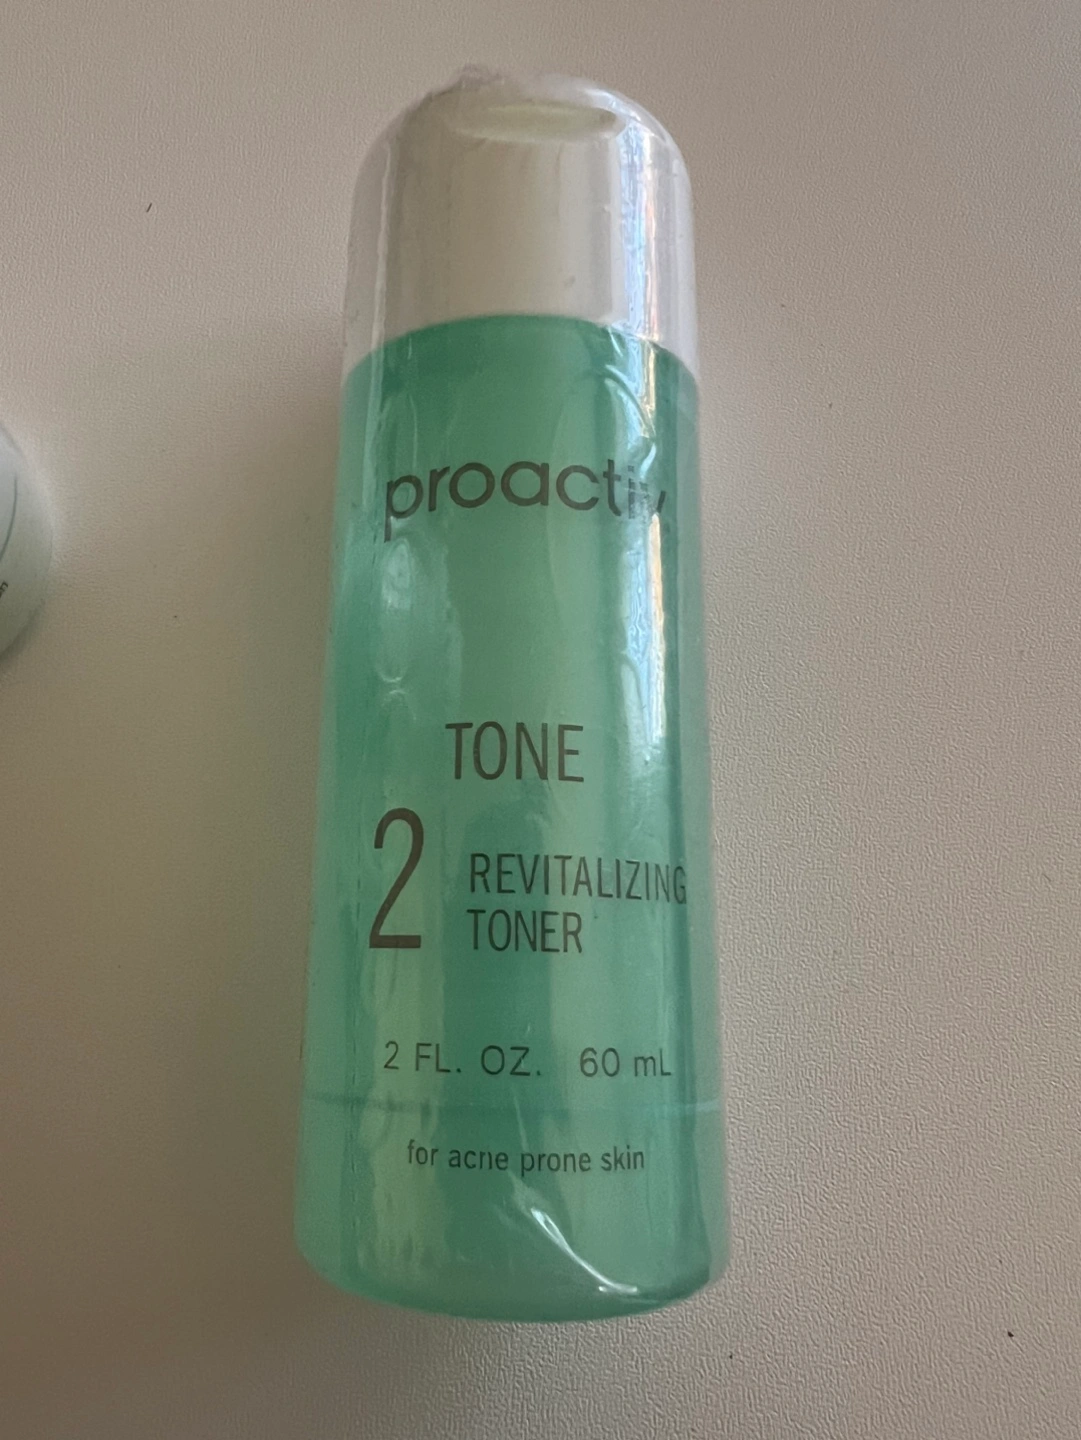 proactiv
TONE
2
REVITALIZING
TONER
2 FL. OZ. 60 mL
for acne prone skin